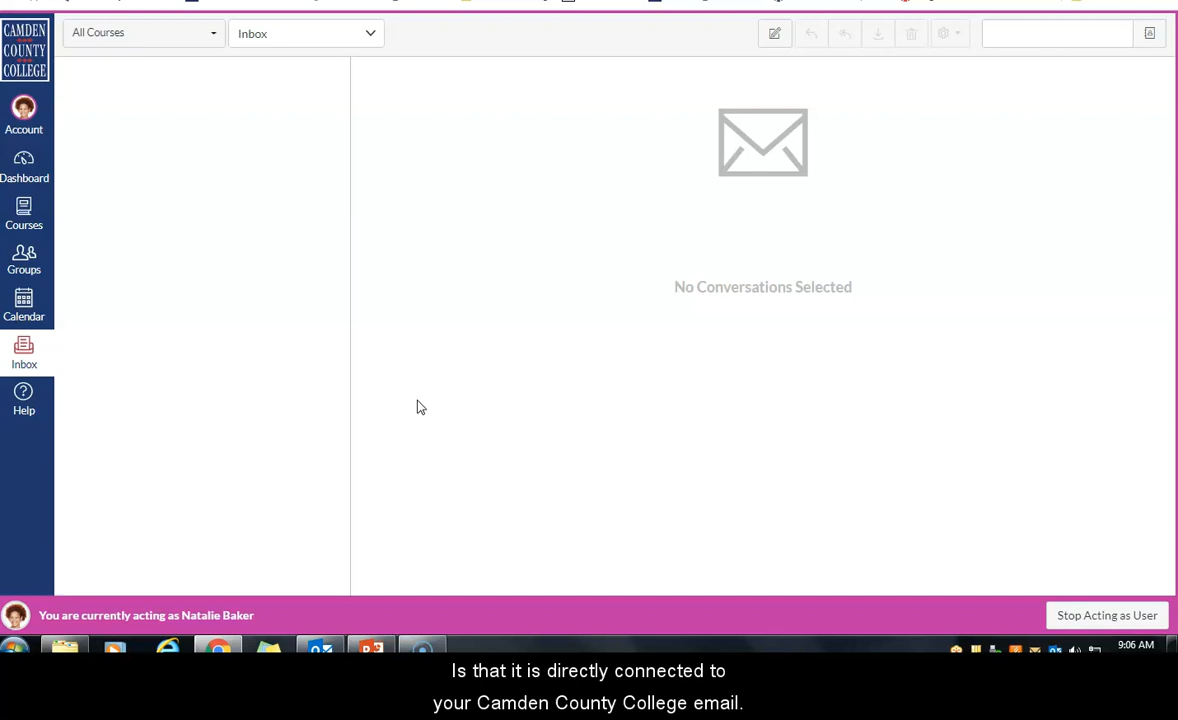 CAMDEN
COUNTY
COLLEGE
All Courses
Inbox
Account
Dashboard
Courses
Groups
Calendar
Inbox
Help
No Conversations Selected
You are currently acting as Natalie Baker
Stop Acting as User
9:06 AM
Is that it is directly connected to
your Camden County College email.